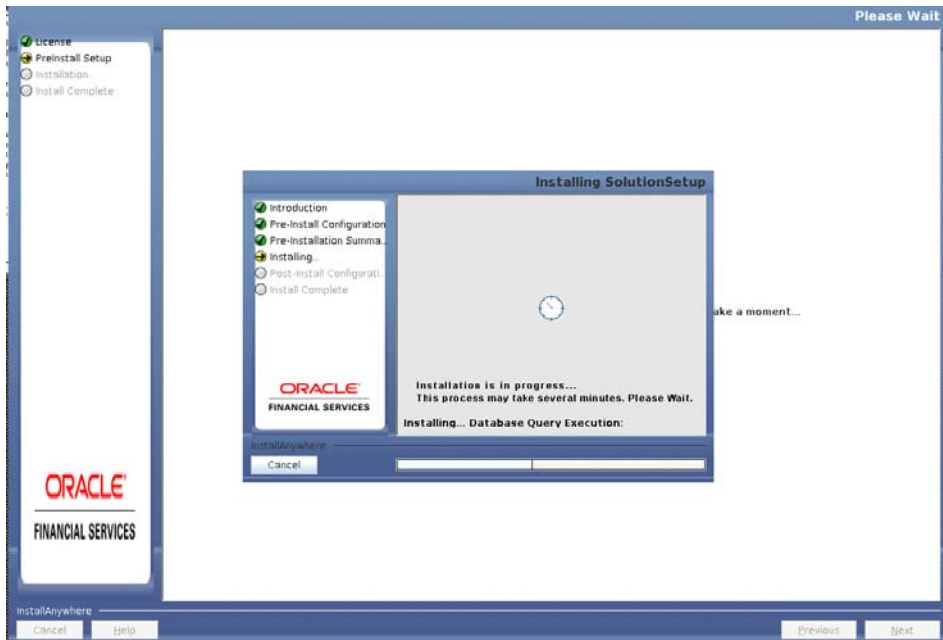 Please Wait
License
PreInstall Setup
Installation...
Install Complete
Installing SolutionSetup
Introduction
Pre-Install Configuration
Pre-Installation Summa...
Installing...
Post-Install Configurati...
Install Complete
ake a moment...
ORACLE
FINANCIAL SERVICES
Installation is in progress...
This process may take several minutes. Please Wait.
Installing... Database Query Execution:
InstallAnywhere
Cancel
ORACLE
FINANCIAL SERVICES
InstallAnywhere
Cancel
Help
Previous
Next